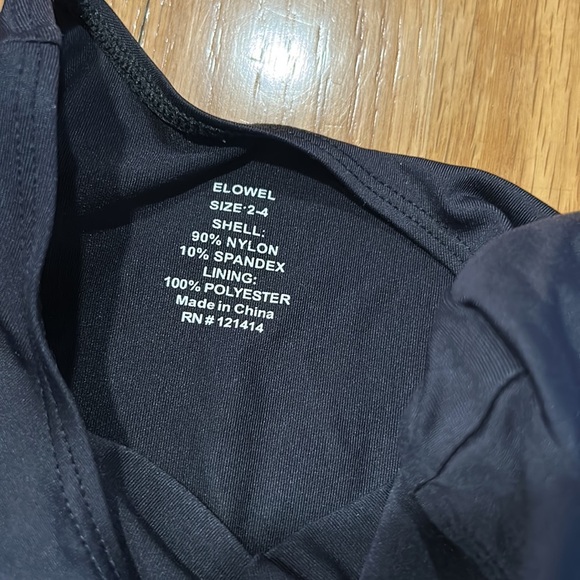 ELOWEL
SIZE:2-4
SHELL:
90% NYLON
10% SPANDEX
LINING:
100% POLYESTER
Made in China
RN # 121414